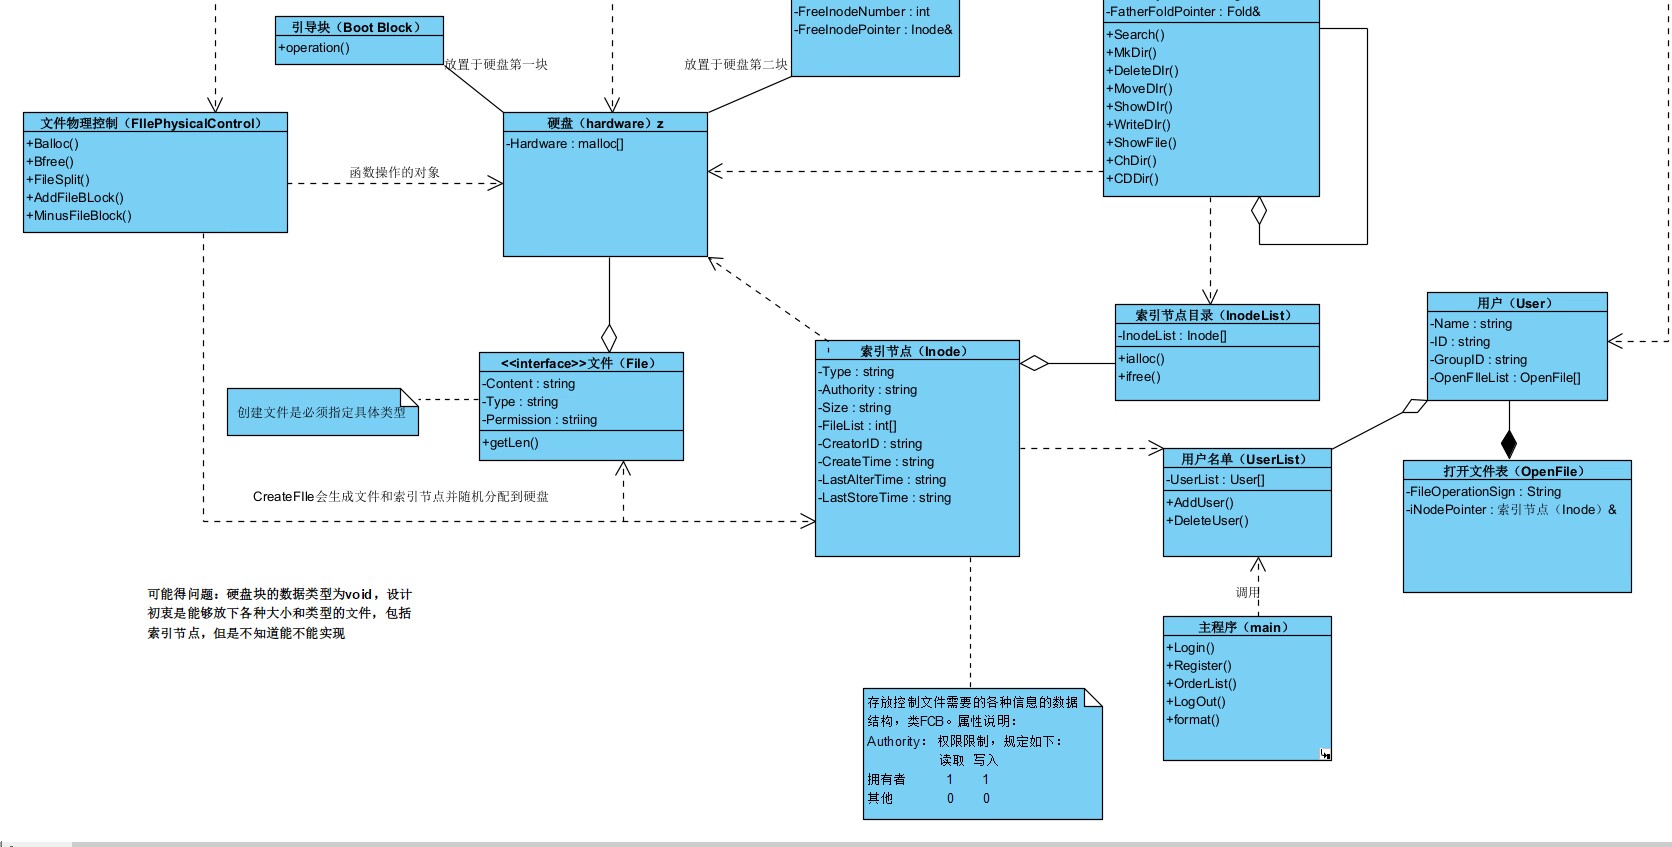 引导块（Boot Block）
+operation()
放置于硬盘第一块
-FreeInodeNumber : int
-FreeInodePointer : Inode&
放置于硬盘第二块
-FatherFoldPointer : Fold&
+Search()
+MkDir()
+DeleteDIr()
+MoveDIr()
+ShowDIr()
+WriteDIr()
+ShowFile()
+ChDir()
+CDDir()
文件物理控制（FIlePhysicalControl）
+Balloc()
+Bfree()
+FileSplit()
+AddFileBLock()
+MinusFileBlock()
函数操作的对象
硬盘（hardware）z
-Hardware : malloc[]
<<interface>>文件（File）
-Content : string
-Type : string
-Permission : striing
+getLen()
创建文件是必须指定具体类型
CreateFIle会生成文件和索引节点并随机分配到硬盘
索引节点（Inode）
-Type : string
-Authority : string
-Size : string
-FileList : int[]
-CreatorID : string
-CreateTime : string
-LastAlterTime : string
-LastStoreTime : string
索引节点目录（InodeList）
-InodeList : Inode[]
+ialloc()
+ifree()
用户（User）
-Name : string
-ID : string
-GroupID : string
-OpenFIleList : OpenFile[]
用户名单（UserList）
-UserList : User[]
+AddUser()
+DeleteUser()
打开文件表（OpenFile）
-FileOperationSign : String
-iNodePointer : 索引节点（Inode）&
调用
主程序（main）
+Login()
+Register()
+OrderList()
+LogOut()
+format()
可能得问题：硬盘块的数据类型为void，设计
初衷是能够放下各种大小和类型的文件，包括
索引节点，但是不知道能不能实现
存放控制文件需要的各种信息的数据
结构，类FCB。属性说明：
Authority： 权限限制，规定如下：
读取 写入
拥有者 1 1
其他 0 0